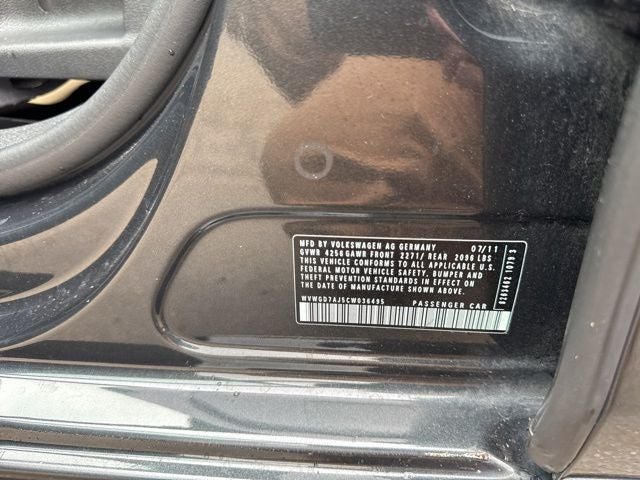 MFD BY VOLKSWAGEN AG GERMANY 07/11
GVWR 4256 GAWR FRONT 2271/ REAR 2096 LBS
THIS VEHICLE CONFORMS TO ALL APPLICABLE U.S.
FEDERAL MOTOR VEHICLE SAFETY, BUMPER AND
THEFT PREVENTION STANDARDS IN EFFECT ON
THE DATE OF MANUFACTURE SHOWN ABOVE.
WVWGD7AJ5CW036495 PASSENGER CAR